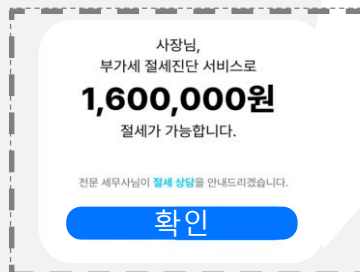 사장님,
부가세 절세진단 서비스로
1,600,000원
절세가 가능합니다.
전문 세무사님이 절세 상담을 안내드리겠습니다.
확인